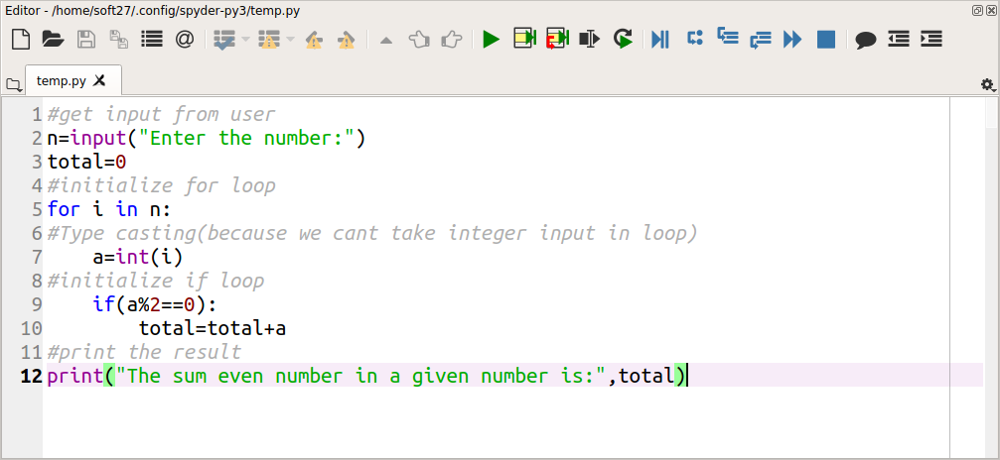 Editor - /home/soft27/.config/spyder-py3/temp.py
temp.py
1 #get input from user
2 n=input("Enter the number:")
3 total=0
4 #initialize for loop
5 for i in n:
6 #Type casting(because we cant take integer input in loop)
7     a=int(i)
8 #initialize if loop
9     if(a%2==0):
10         total=total+a
11 #print the result
12 print("The sum even number in a given number is:",total)